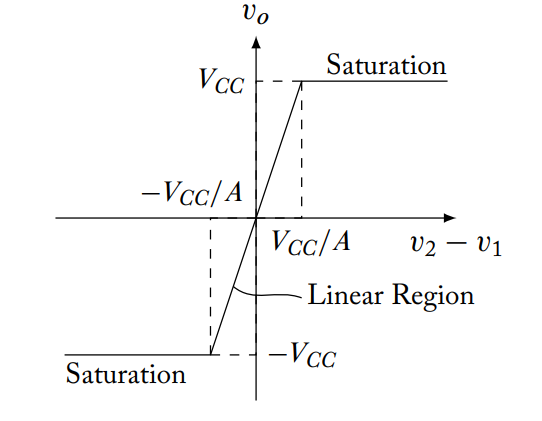 v_o
V_CC
Saturation
−V_CC/A
V_CC/A
v_2 − v_1
Linear Region
−V_CC
Saturation